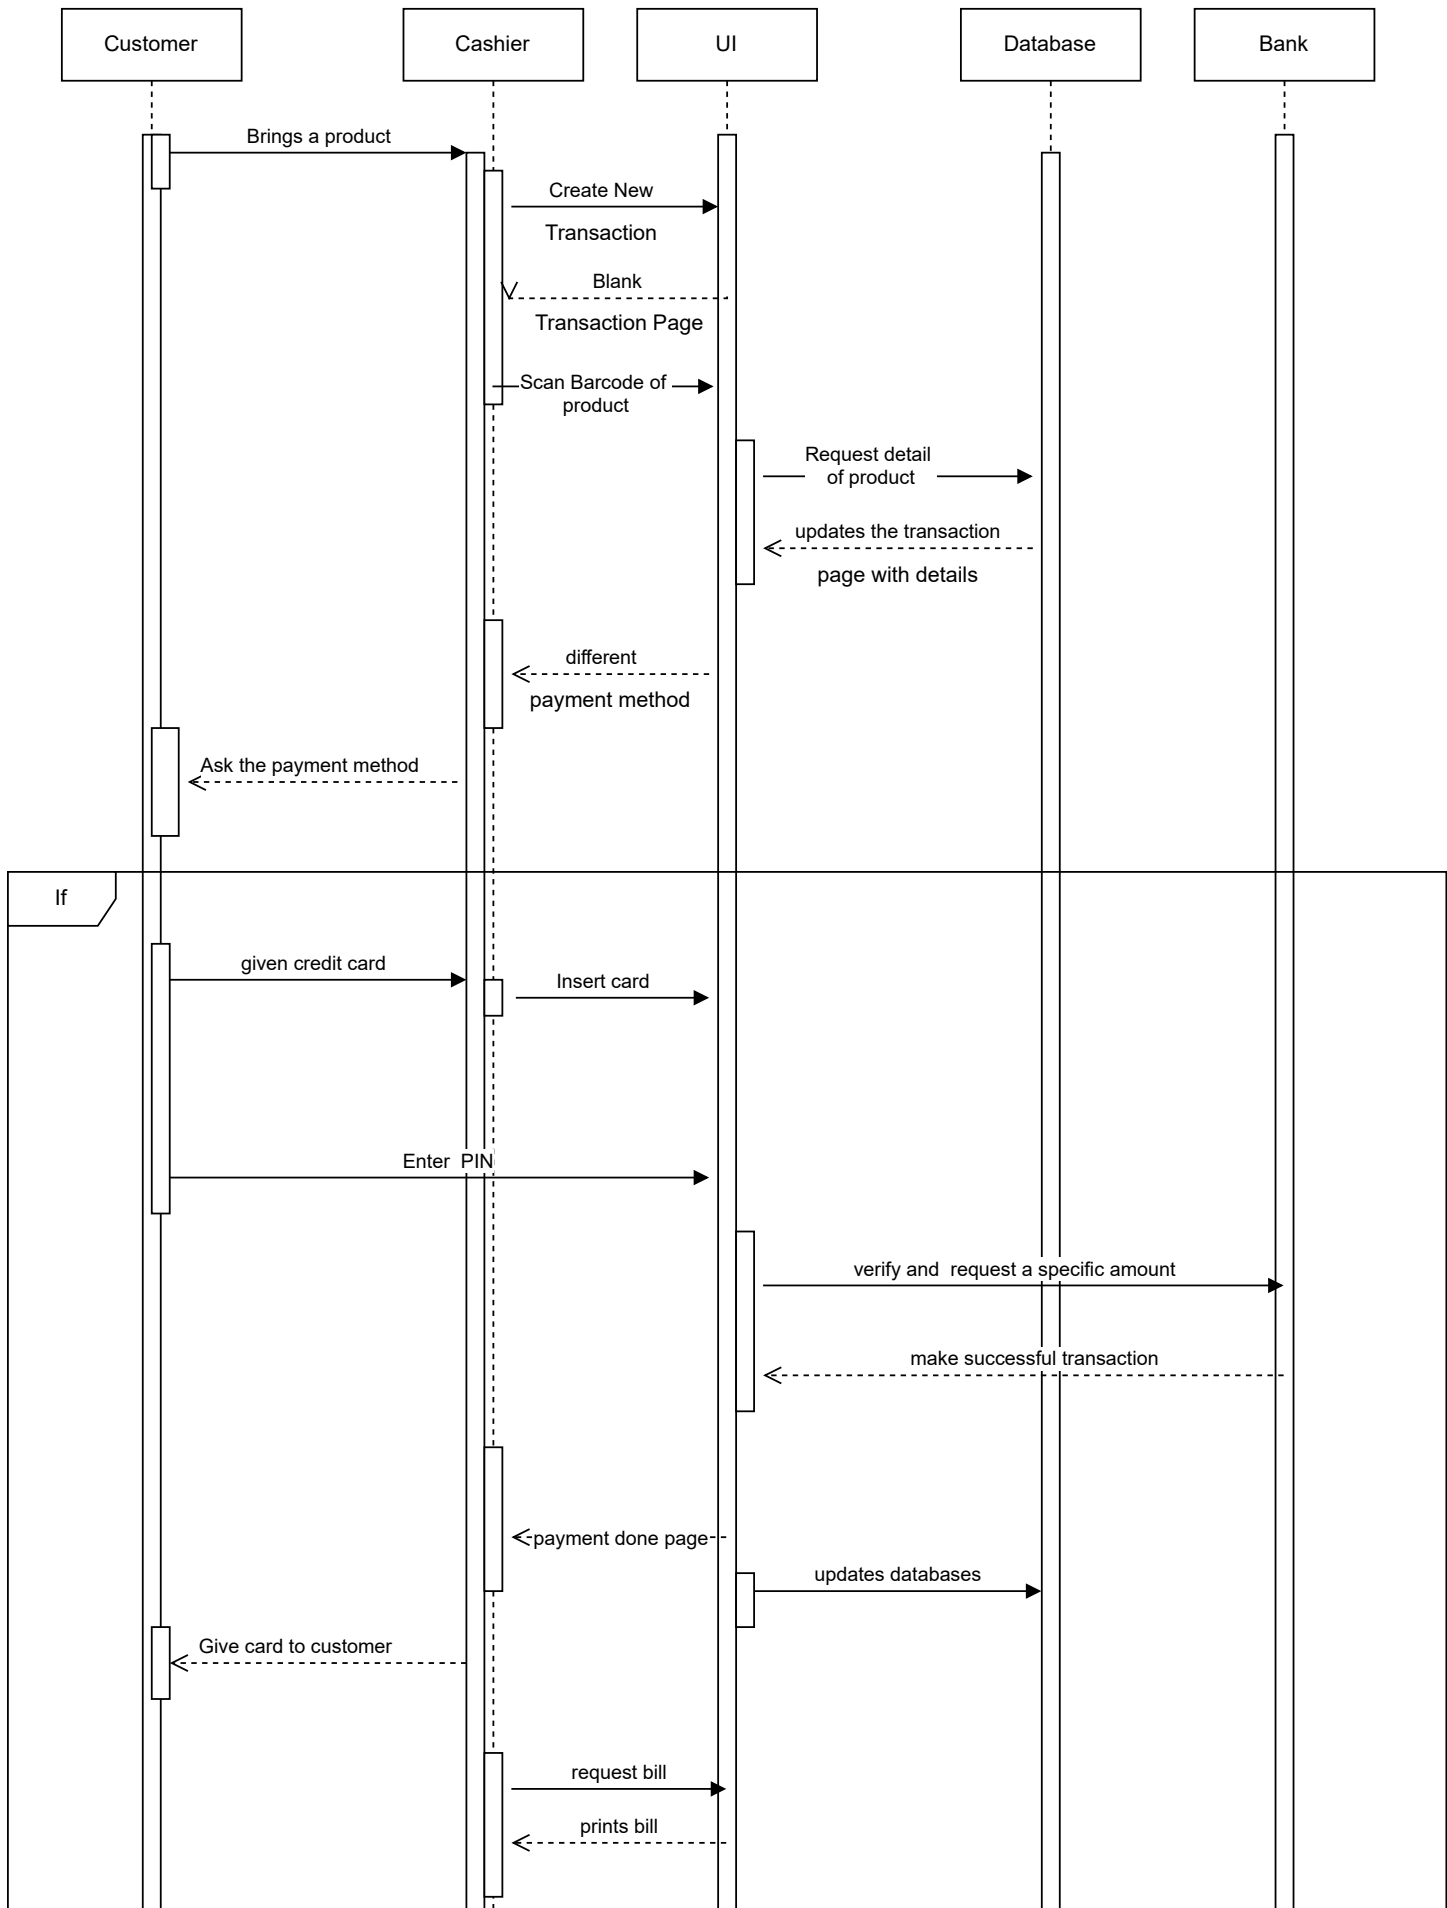 Customer
Cashier
UI
Database
Bank
Brings a product
Create New
Transaction
Blank
Transaction Page
Scan Barcode of
product
Request detail
of product
updates the transaction
page with details
different
payment method
Ask the payment method
If
given credit card
Insert card
Enter  PIN
verify and  request a specific amount
make successful transaction
payment done page
updates databases
Give card to customer
request bill
prints bill